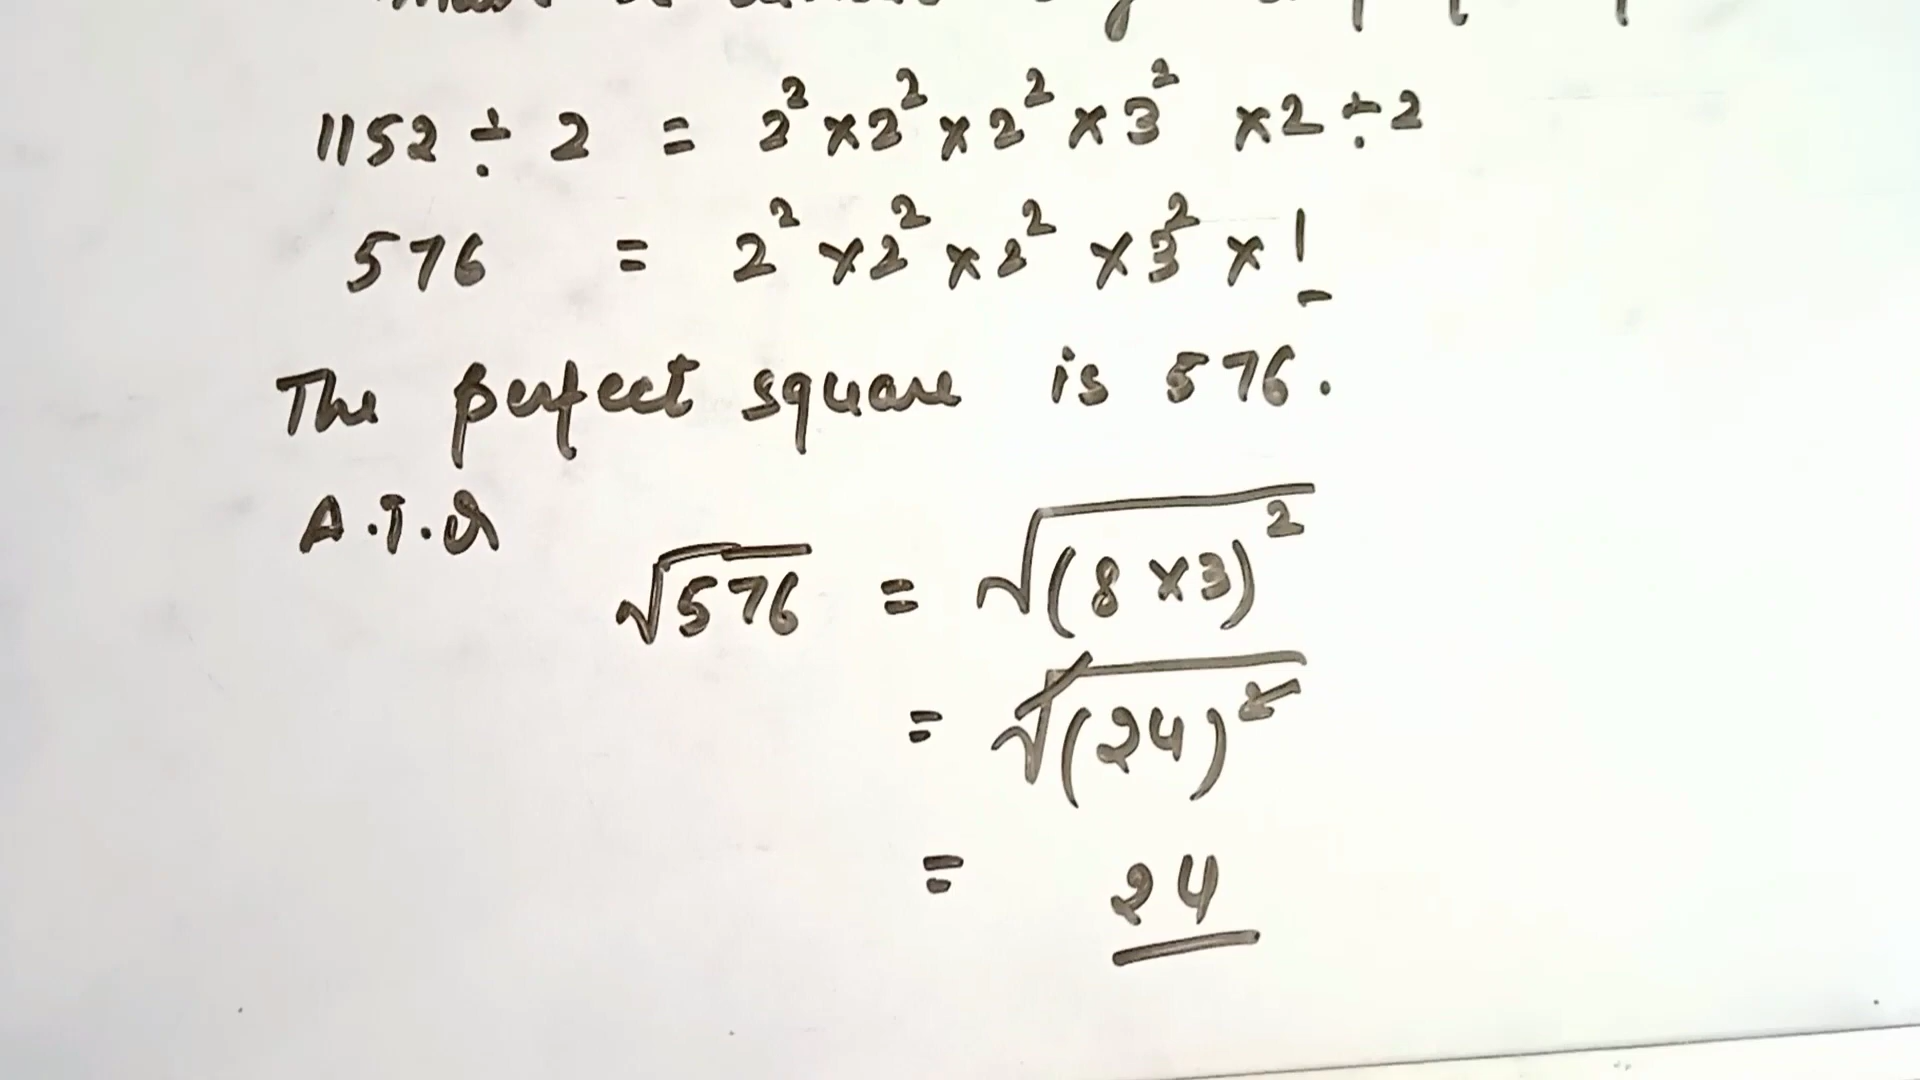 1152 ÷ 2 = 2² × 2² × 2² × 3² × 2 ÷ 2
576 = 2² × 2² × 2² × 3² × 1
The perfect square is 576.
A.T.Q
√576 = √(8 × 3)²
= √(24)²
= 24